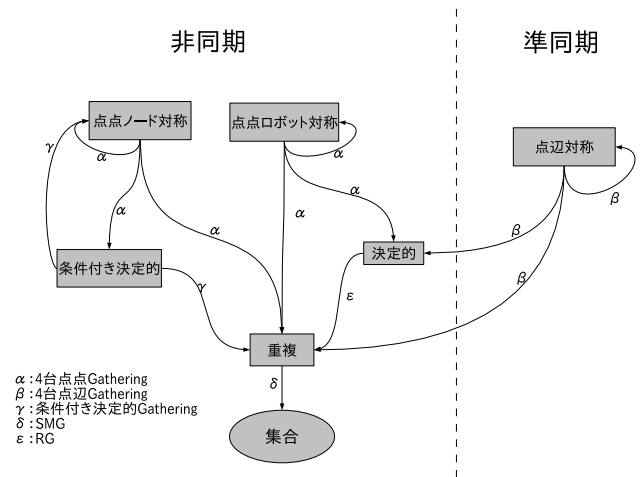 非同期
準同期
点点ノード対称
点点ロボット対称
点辺対称
γ
α
α
α
α
α
α
β
β
条件付き決定的
決定的
β
γ
ε
重複
δ
集合
α：4台点点Gathering
β：4台点辺Gathering
γ：条件付き決定的Gathering
δ：SMG
ε：RG